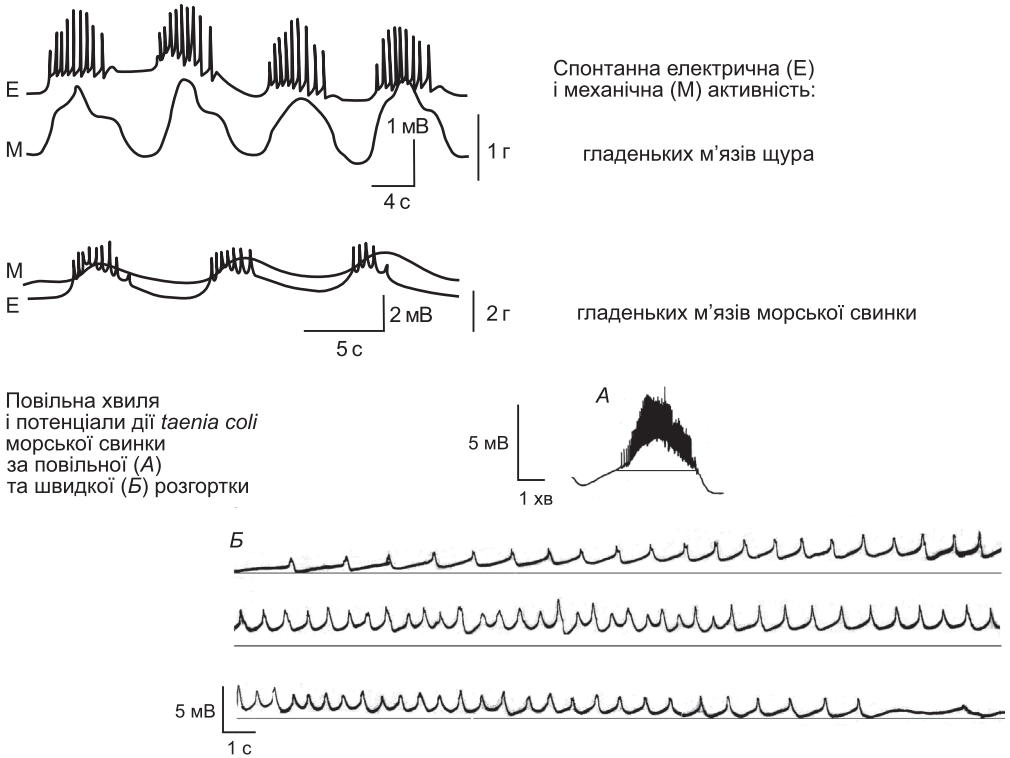 Е
М
1 мВ
1 г
4 с
Спонтанна електрична (Е)
і механічна (М) активність:
гладеньких м’язів щура
М
Е
2 мВ
2 г
5 с
гладеньких м’язів морської свинки
Повільна хвиля
і потенціали дії taenia coli
морської свинки
за повільної (А)
та швидкої (Б) розгортки
А
5 мВ
1 хв
Б
5 мВ
1 с